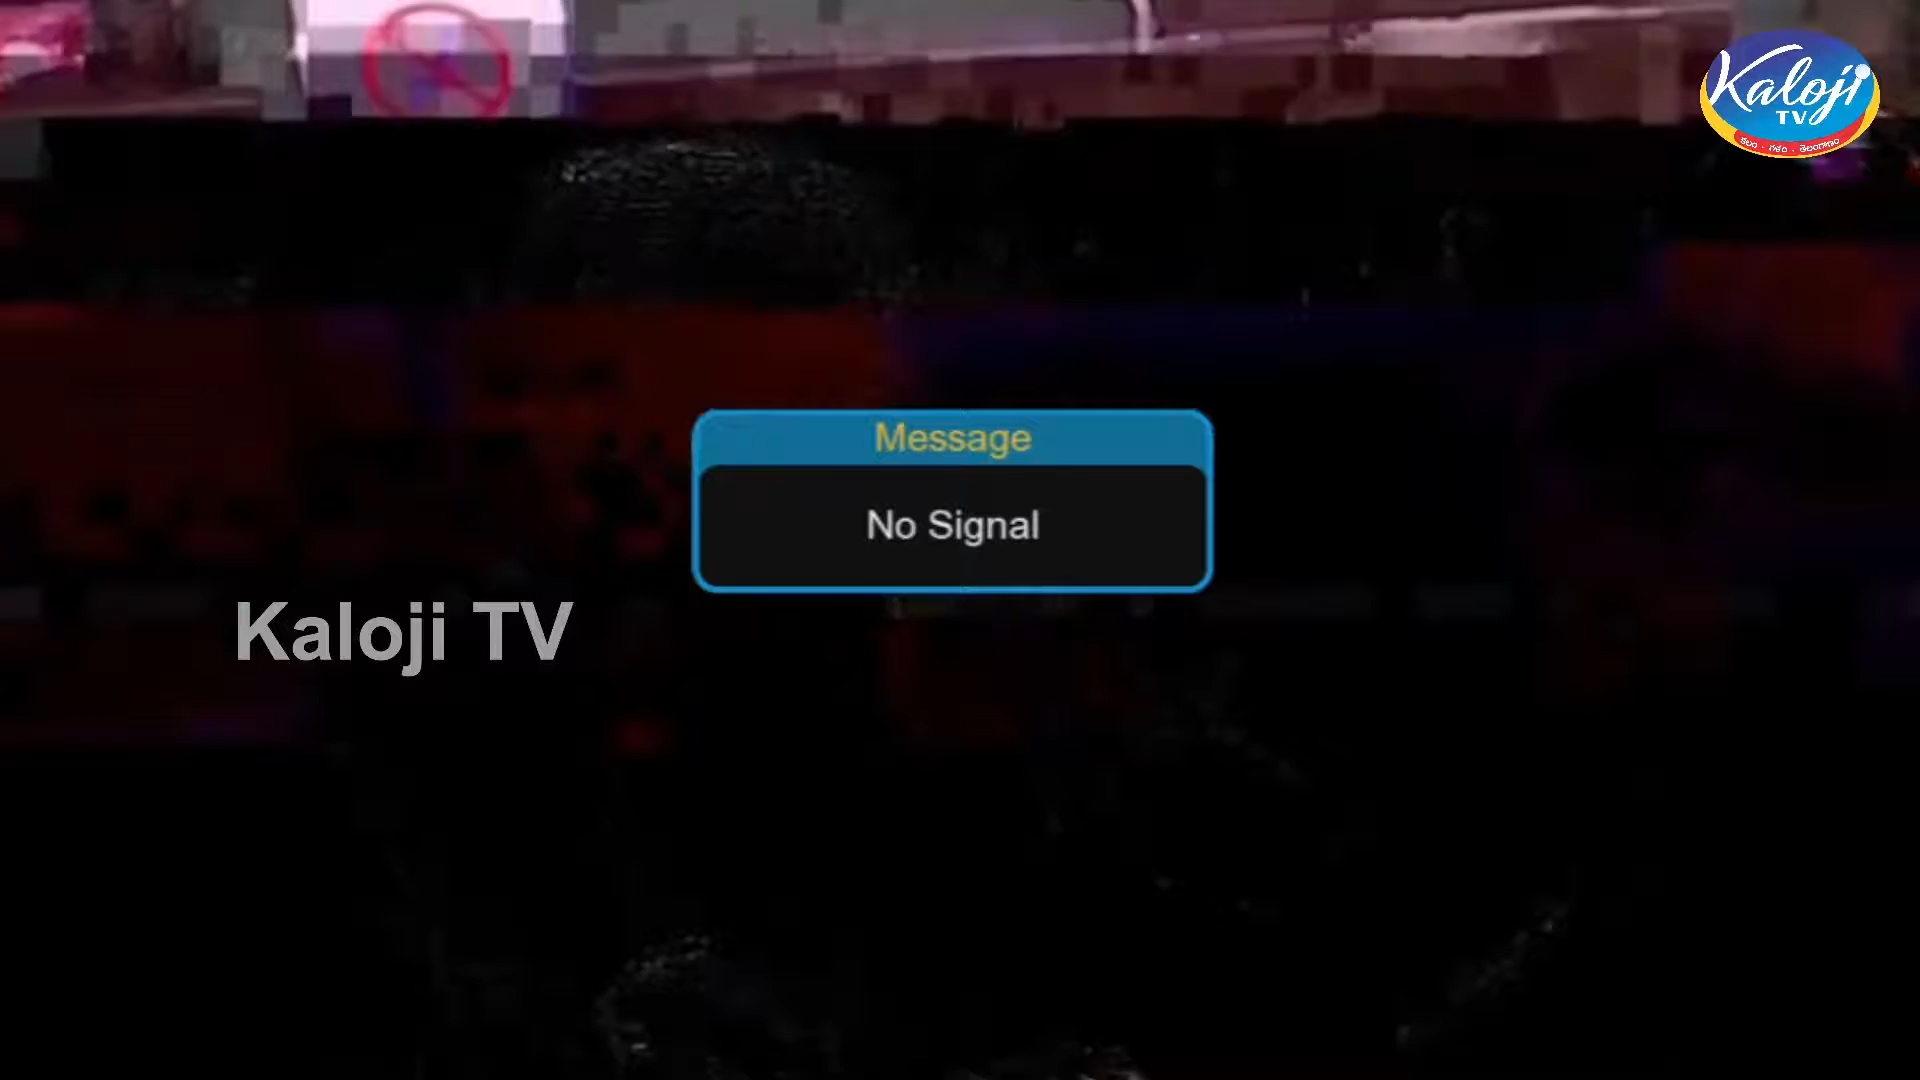 Kaloji
TV
Message
No Signal
Kaloji TV